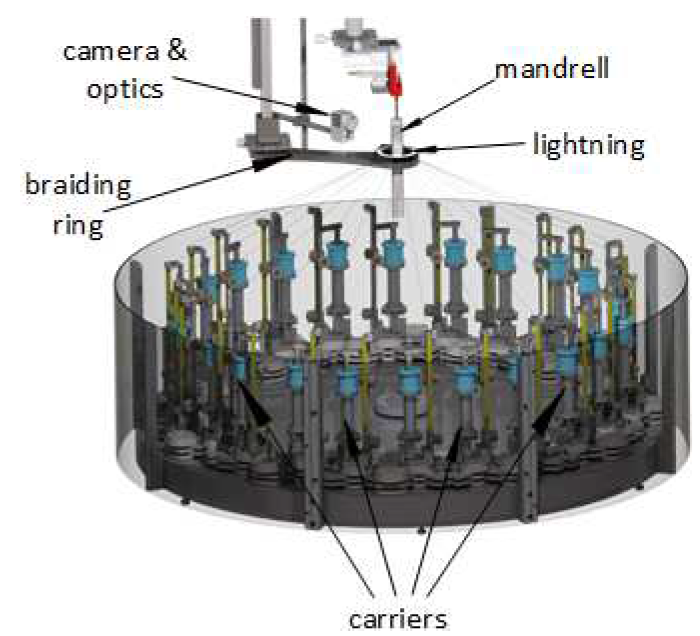 camera &
optics
mandrell
lightning
braiding
ring
carriers